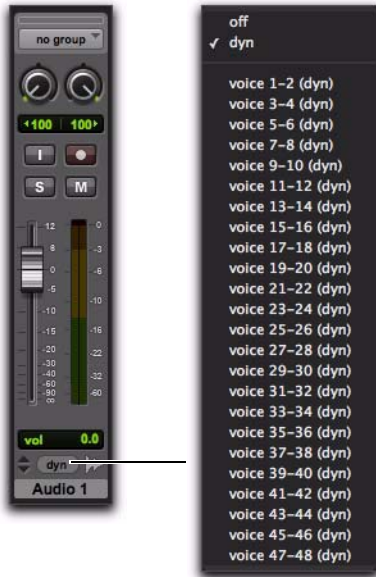 no group
◂100 100▸
I
S M
12 0
6 -3
0 -6
-5
-10 -10
-15 -16
-20 -22
-30
-40 -32
-60
-90 -60
∞
vol 0.0
dyn
Audio 1
off
✓ dyn
voice 1–2 (dyn)
voice 3–4 (dyn)
voice 5–6 (dyn)
voice 7–8 (dyn)
voice 9–10 (dyn)
voice 11–12 (dyn)
voice 13–14 (dyn)
voice 15–16 (dyn)
voice 17–18 (dyn)
voice 19–20 (dyn)
voice 21–22 (dyn)
voice 23–24 (dyn)
voice 25–26 (dyn)
voice 27–28 (dyn)
voice 29–30 (dyn)
voice 31–32 (dyn)
voice 33–34 (dyn)
voice 35–36 (dyn)
voice 37–38 (dyn)
voice 39–40 (dyn)
voice 41–42 (dyn)
voice 43–44 (dyn)
voice 45–46 (dyn)
voice 47–48 (dyn)